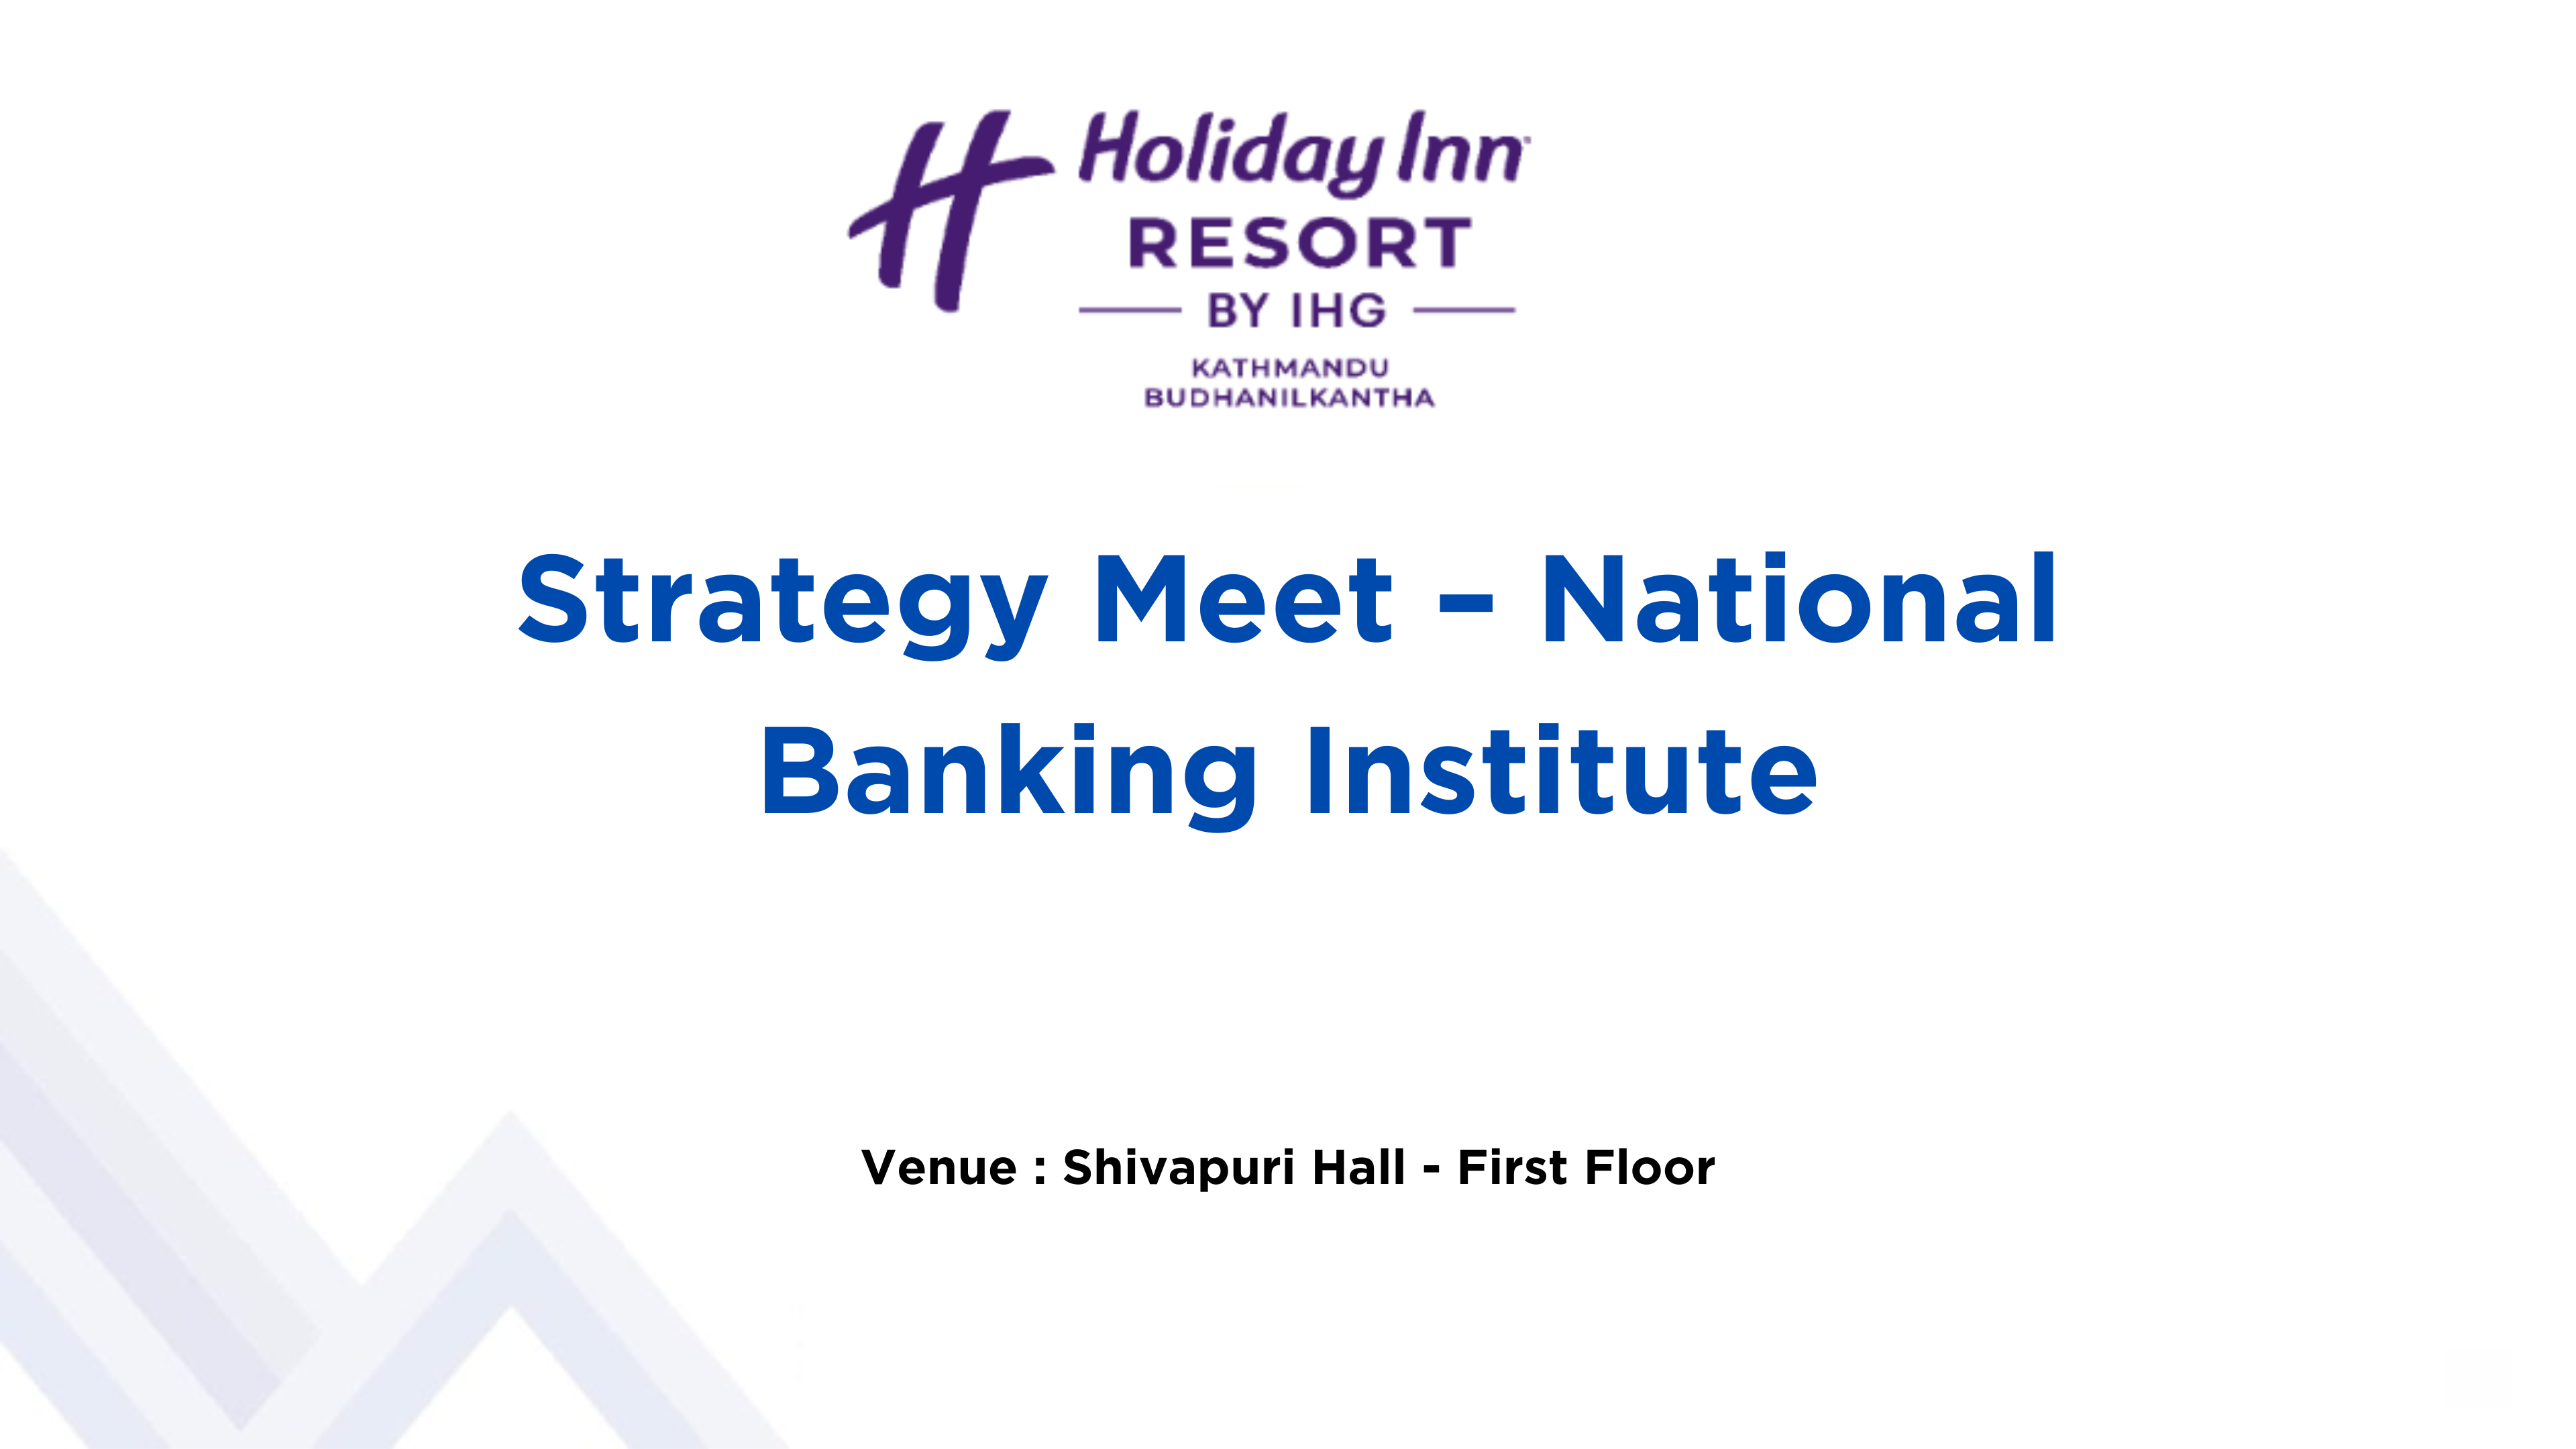 Holiday Inn
RESORT
BY IHG
KATHMANDU
BUDHANILKANTHA
Strategy Meet – National
Banking Institute
Venue : Shivapuri Hall - First Floor